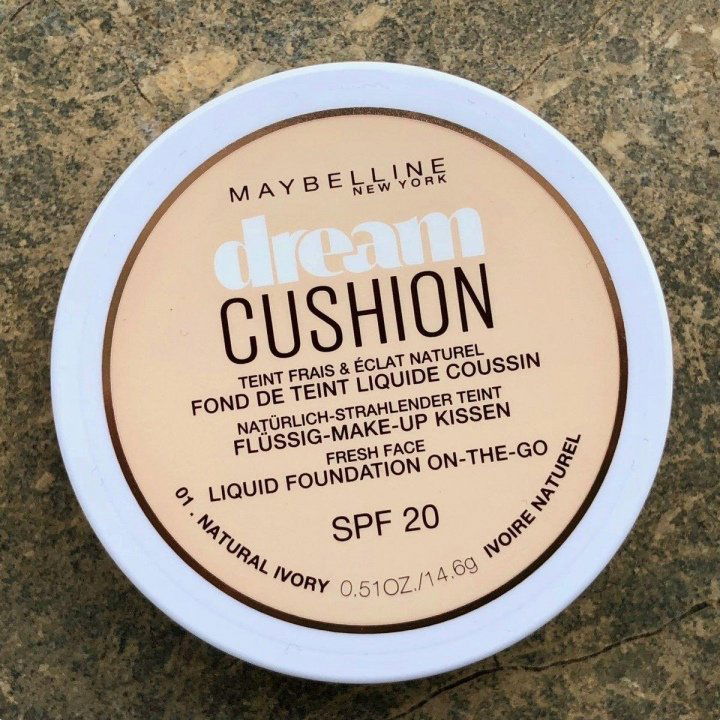 MAYBELLINE
NEW YORK
dream
CUSHION
TEINT FRAIS & ÉCLAT NATUREL
FOND DE TEINT LIQUIDE COUSSIN
NATÜRLICH-STRAHLENDER TEINT
FLÜSSIG-MAKE-UP KISSEN
FRESH FACE
LIQUID FOUNDATION ON-THE-GO
SPF 20
01 . NATURAL IVORY 0.51OZ./14.6g IVOIRE NATUREL